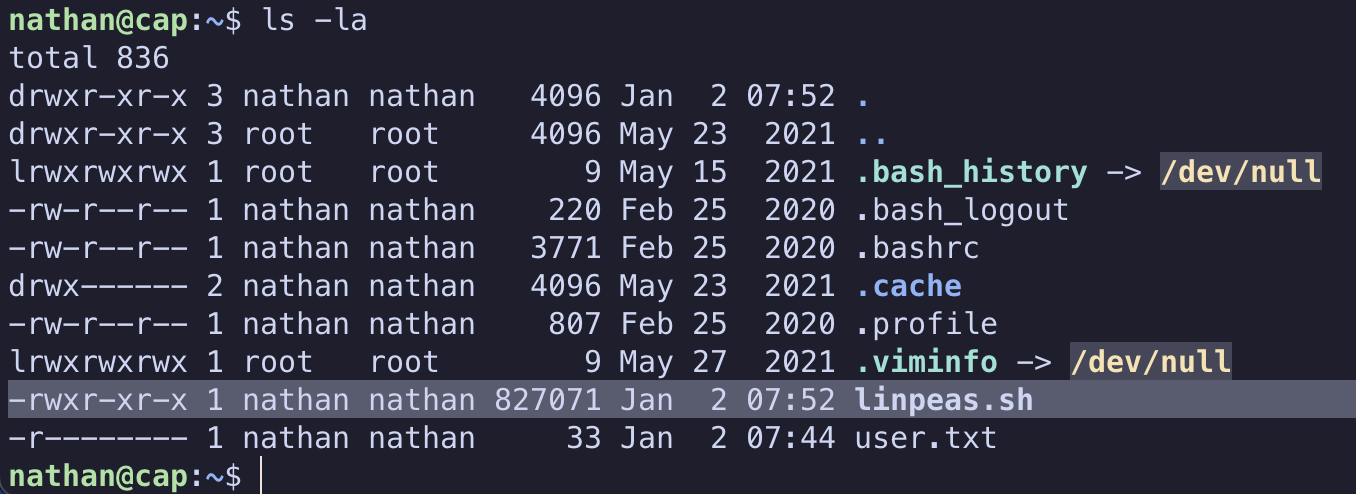 nathan@cap:~$ ls -la
total 836
drwxr-xr-x 3 nathan nathan   4096 Jan  2 07:52 .
drwxr-xr-x 3 root   root     4096 May 23  2021 ..
lrwxrwxrwx 1 root   root        9 May 15  2021 .bash_history -> /dev/null
-rw-r--r-- 1 nathan nathan    220 Feb 25  2020 .bash_logout
-rw-r--r-- 1 nathan nathan   3771 Feb 25  2020 .bashrc
drwx------ 2 nathan nathan   4096 May 23  2021 .cache
-rw-r--r-- 1 nathan nathan    807 Feb 25  2020 .profile
lrwxrwxrwx 1 root   root        9 May 27  2021 .viminfo -> /dev/null
-rwxr-xr-x 1 nathan nathan 827071 Jan  2 07:52 linpeas.sh
-r-------- 1 nathan nathan     33 Jan  2 07:44 user.txt
nathan@cap:~$